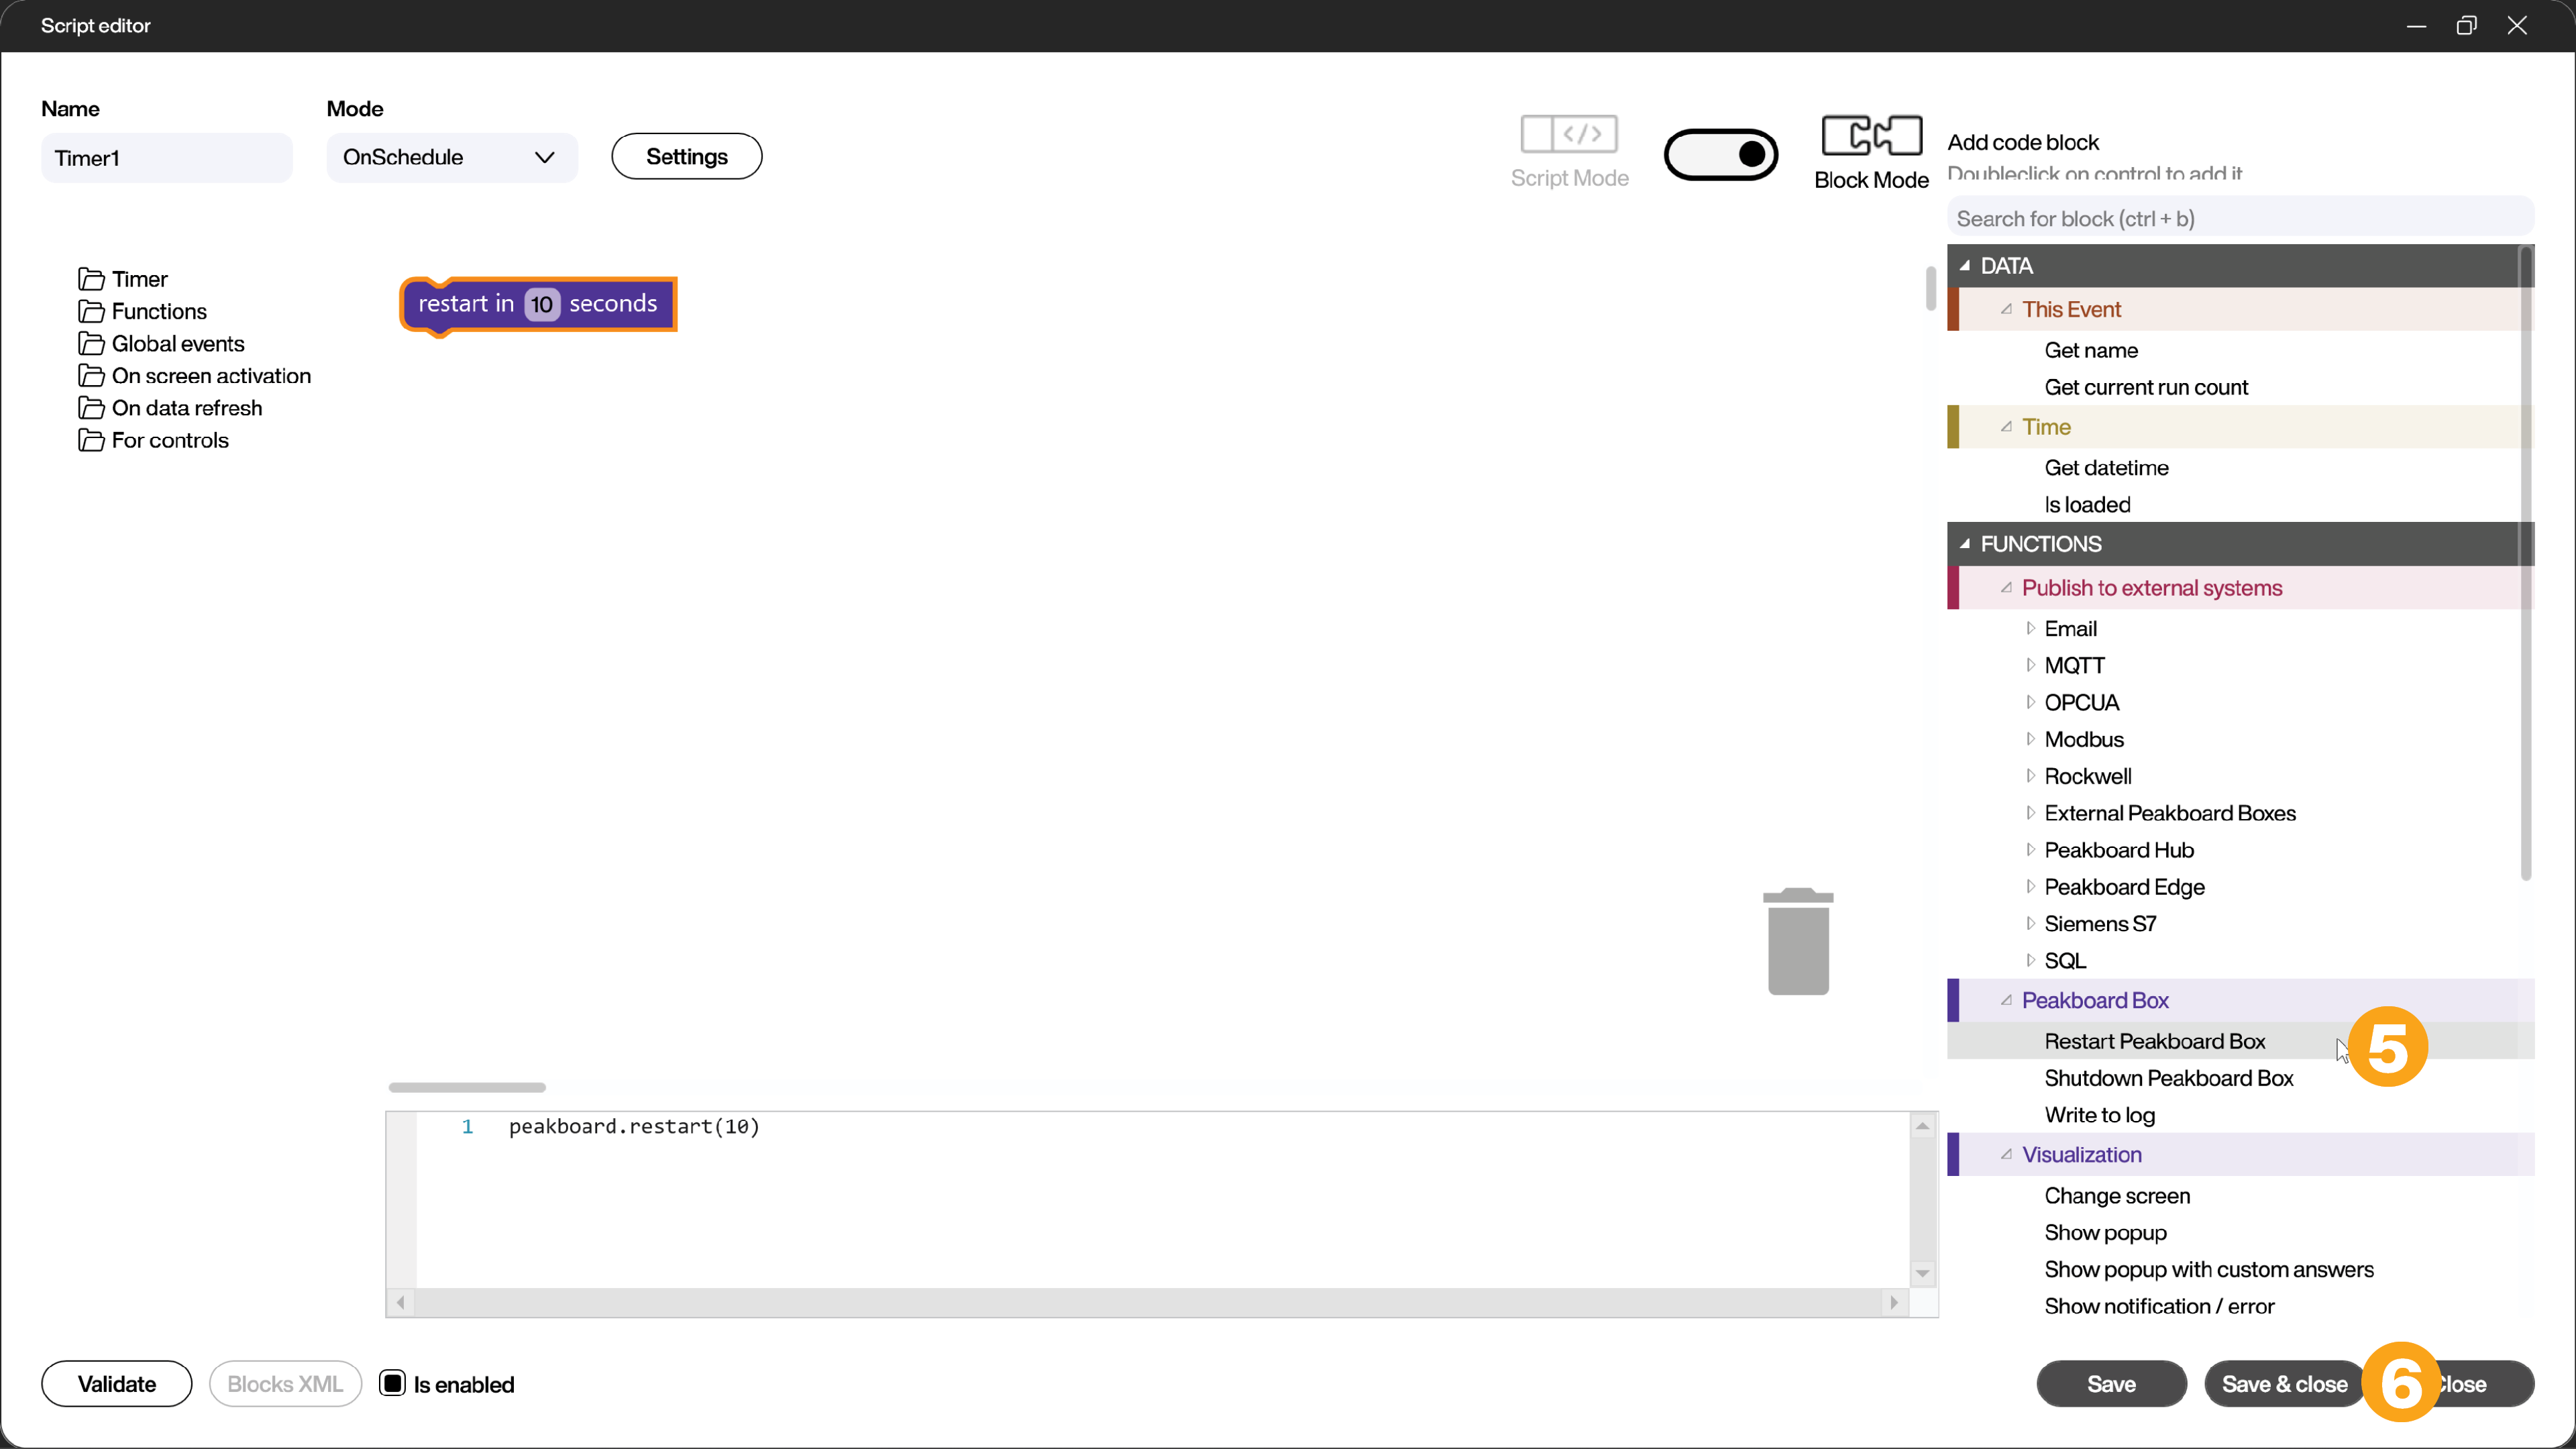 Script editor
Name
Mode
Timer1
OnSchedule
Settings
</>
Script Mode
Block Mode
Add code block
Doubleclick on control to add it
Search for block (ctrl + b)
Timer
Functions
Global events
On screen activation
On data refresh
For controls
restart in 10 seconds
DATA
This Event
Get name
Get current run count
Time
Get datetime
Is loaded
FUNCTIONS
Publish to external systems
Email
MQTT
OPCUA
Modbus
Rockwell
External Peakboard Boxes
Peakboard Hub
Peakboard Edge
Siemens S7
SQL
Peakboard Box
Restart Peakboard Box
5
Shutdown Peakboard Box
Write to log
Visualization
Change screen
Show popup
Show popup with custom answers
Show notification / error
1 peakboard.restart(10)
Validate
Blocks XML
Is enabled
Save
Save & close
6
Close